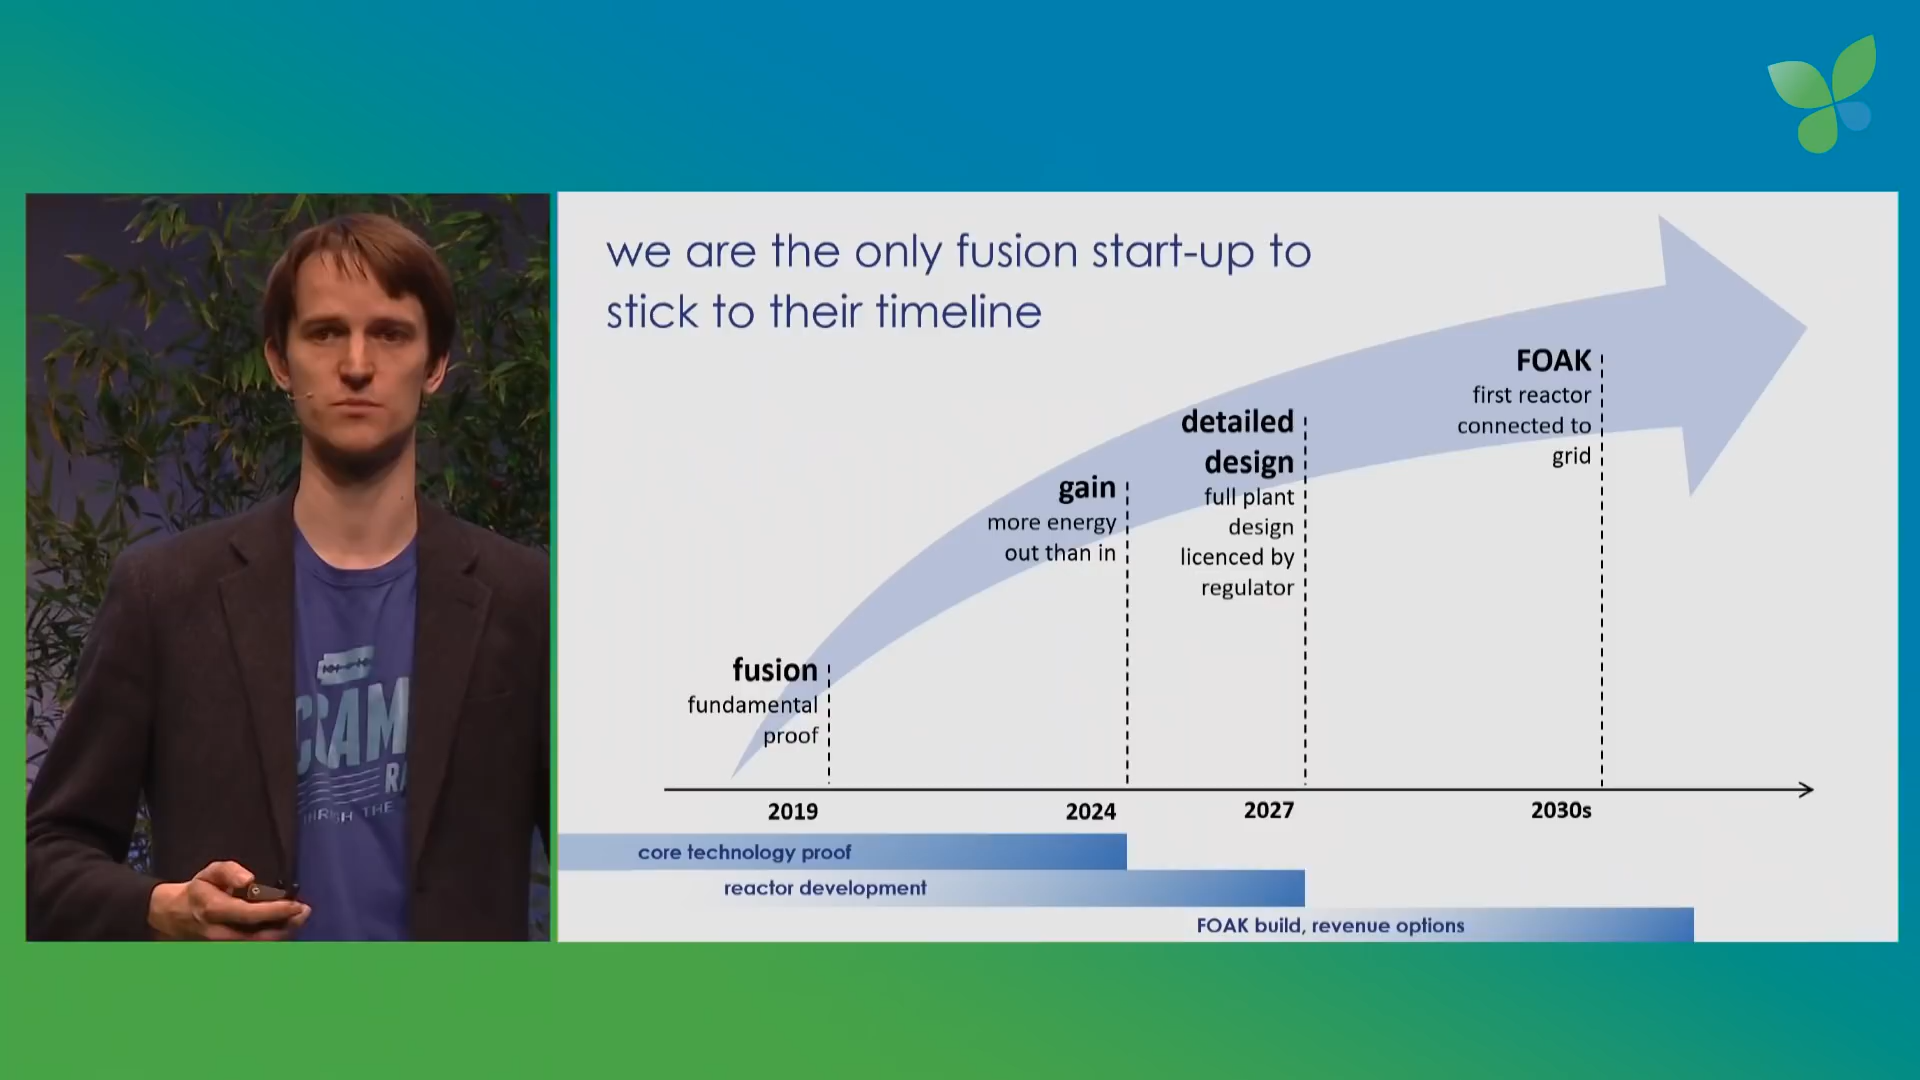 we are the only fusion start-up to
stick to their timeline
FOAK
first reactor
connected to
grid
detailed
design
full plant
design
licenced by
regulator
gain
more energy
out than in
fusion
fundamental
proof
2019
2024
2027
2030s
core technology proof
reactor development
FOAK build, revenue options
THE